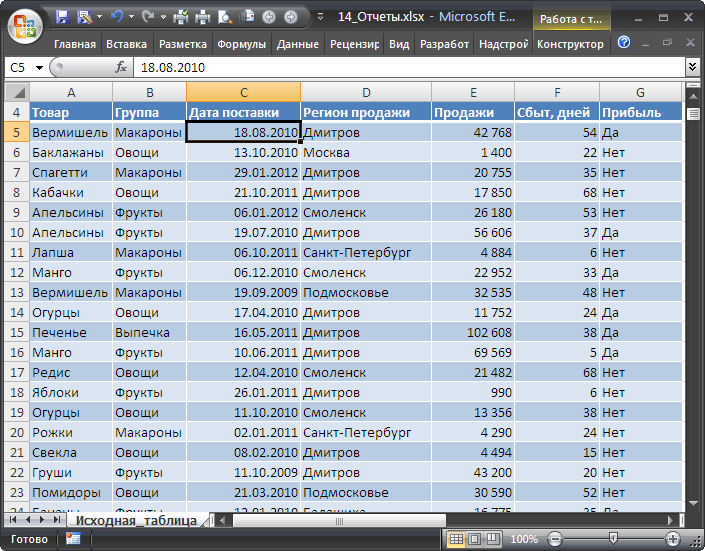 14_Отчеты.xlsx - Microsoft E... Работа с т...
Главная Вставка Разметка Формулы Данные Рецензир Вид Разработ Надстрой Конструктор
C5 fx 18.08.2010
A B C D E F G
4 Товар Группа Дата поставки Регион продажи Продажи Сбыт, дней Прибыль
5 Вермишель Макароны 18.08.2010 Дмитров 42 768 54 Да
6 Баклажаны Овощи 13.10.2010 Москва 1 400 22 Нет
7 Спагетти Макароны 29.01.2012 Дмитров 20 755 35 Нет
8 Кабачки Овощи 21.10.2011 Дмитров 17 850 68 Нет
9 Апельсины Фрукты 06.01.2012 Смоленск 26 180 53 Нет
10 Апельсины Фрукты 19.07.2010 Дмитров 56 606 37 Да
11 Лапша Макароны 06.10.2011 Санкт-Петербург 4 884 6 Нет
12 Манго Фрукты 06.12.2010 Смоленск 22 952 33 Да
13 Вермишель Макароны 19.09.2009 Подмосковье 32 535 48 Нет
14 Огурцы Овощи 17.04.2010 Дмитров 11 752 24 Да
15 Печенье Выпечка 16.05.2011 Дмитров 102 608 38 Да
16 Манго Фрукты 10.06.2011 Дмитров 69 569 5 Да
17 Редис Овощи 12.04.2010 Смоленск 21 482 68 Нет
18 Яблоки Фрукты 26.01.2011 Дмитров 990 6 Нет
19 Огурцы Овощи 11.10.2010 Смоленск 13 356 38 Нет
20 Рожки Макароны 02.01.2011 Санкт-Петербург 4 290 24 Нет
21 Свекла Овощи 08.02.2010 Дмитров 4 494 15 Нет
22 Груши Фрукты 11.10.2009 Дмитров 43 200 20 Нет
23 Помидоры Овощи 21.03.2010 Подмосковье 30 590 52 Нет
24 Бананы Фрукты 12.01.2010 Балашиха 16 775 25 Да
Исходная_таблица
Готово 100%